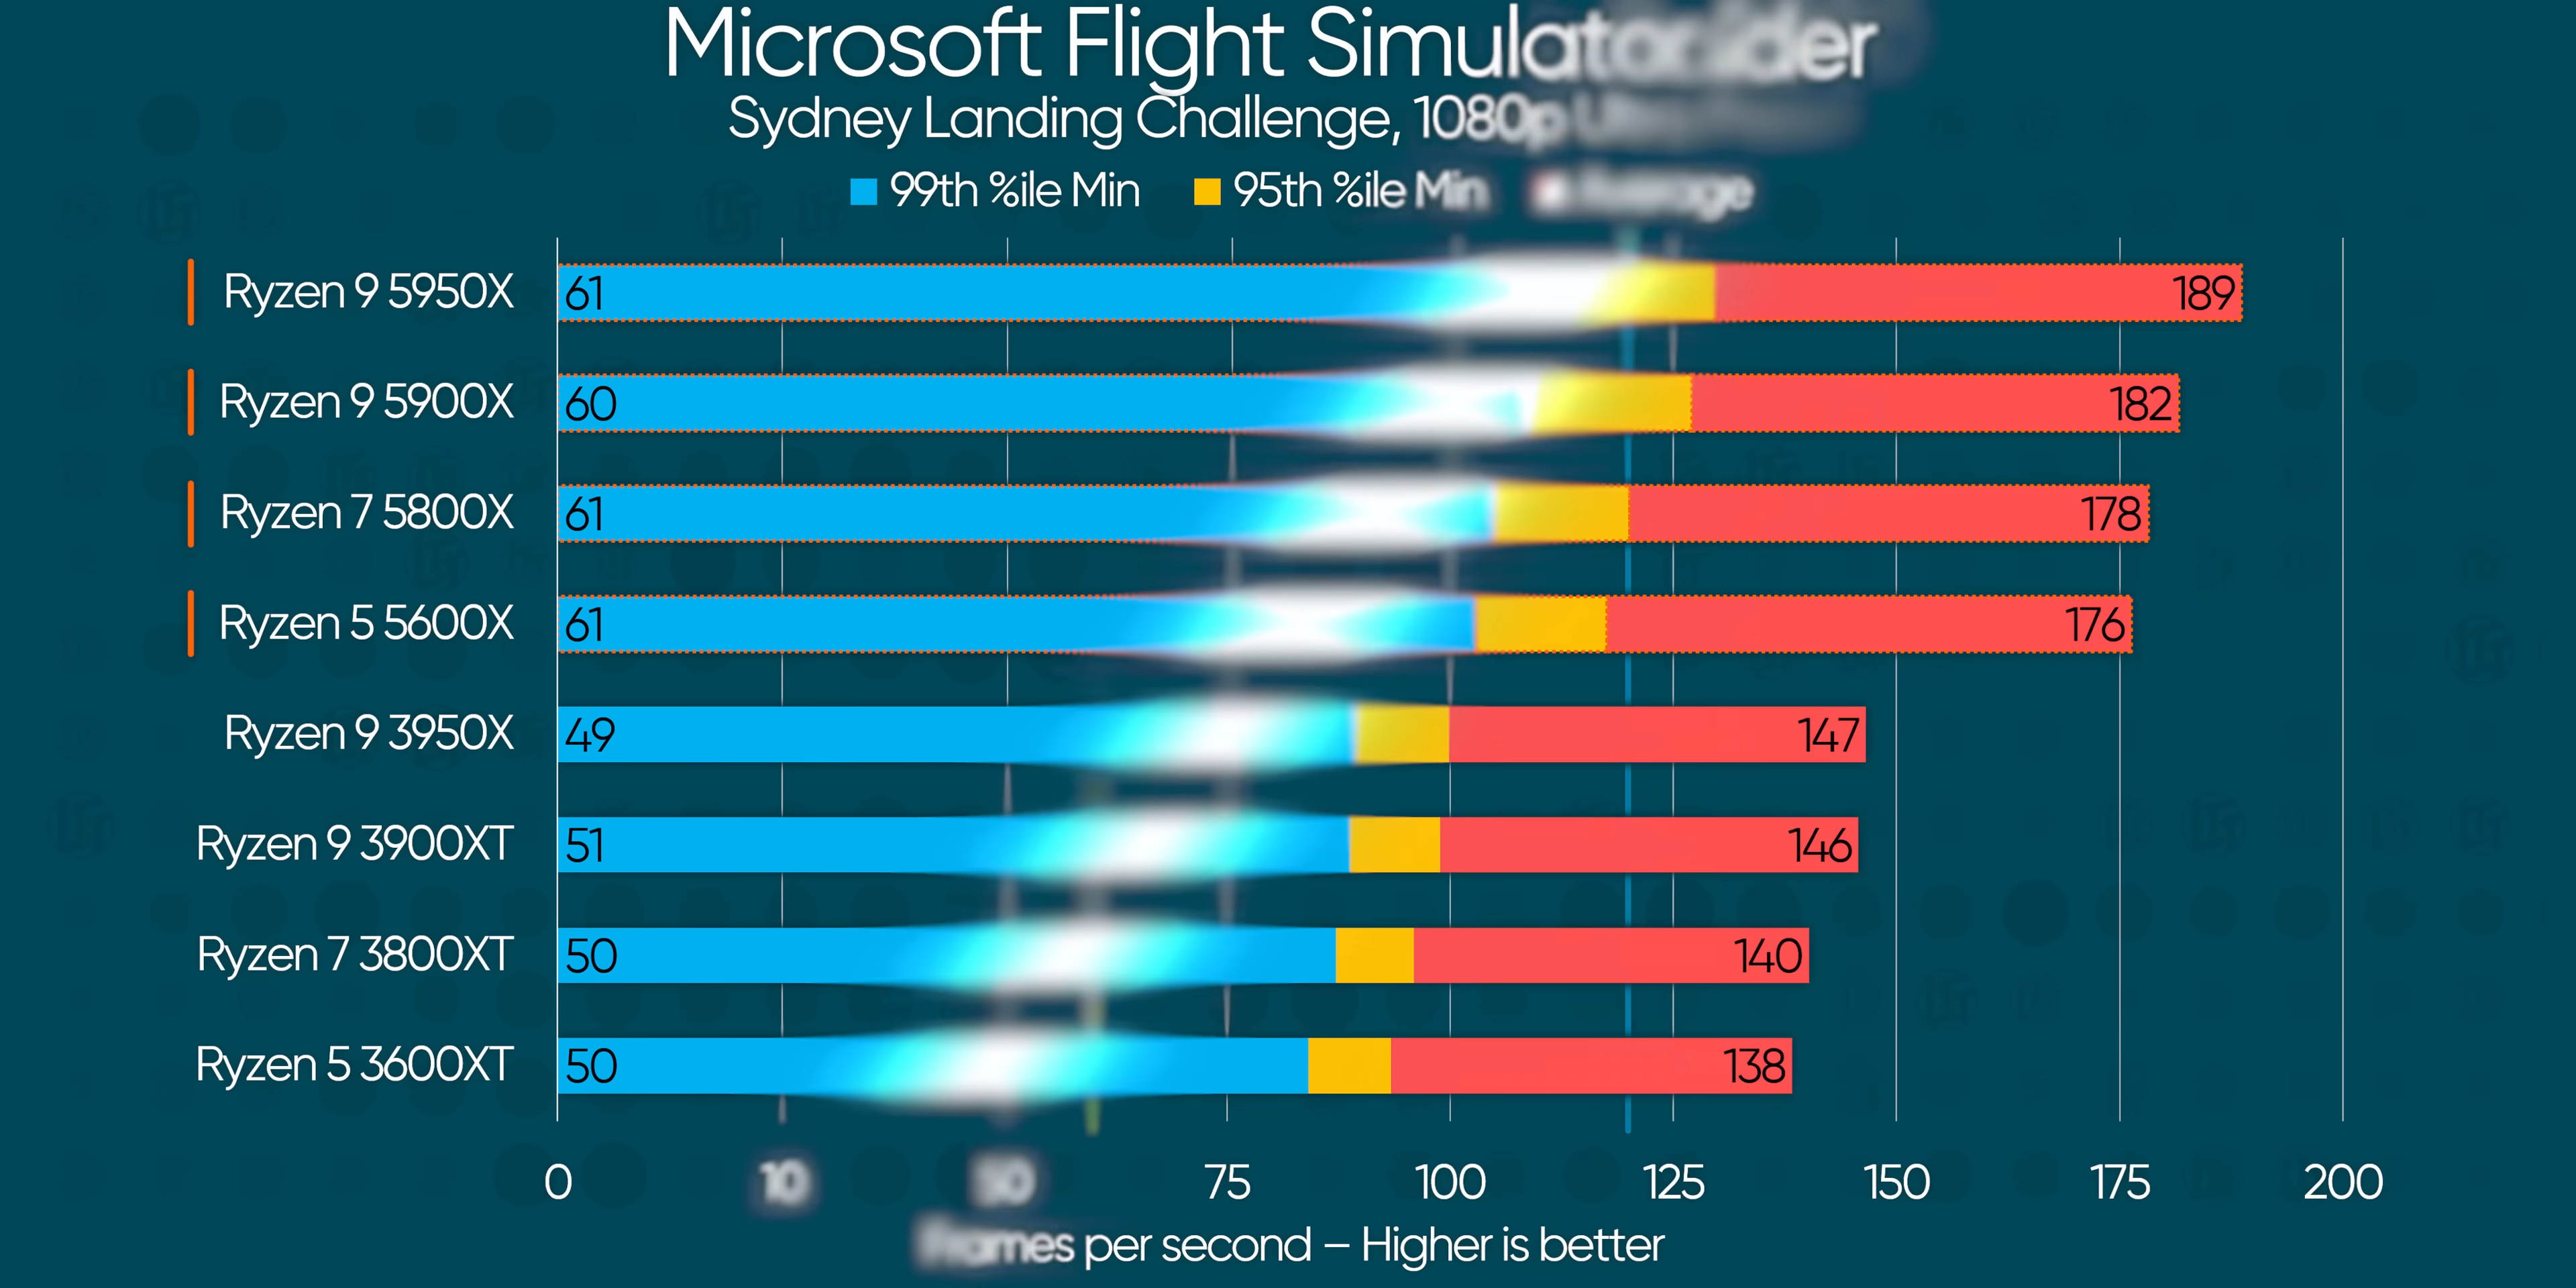 Microsoft Flight
Sydney Landing Challenge, 1080p
99th %ile Min 95th %ile Min Average
Ryzen 9 5950X 61 189
Ryzen 9 5900X 60 182
Ryzen 7 5800X 61 178
Ryzen 5 5600X 61 176
Ryzen 9 3950X 49 147
Ryzen 9 3900XT 51 146
Ryzen 7 3800XT 50 140
Ryzen 5 3600XT 50 138
0 75 100 125 150 175 200
Frames per second – Higher is better